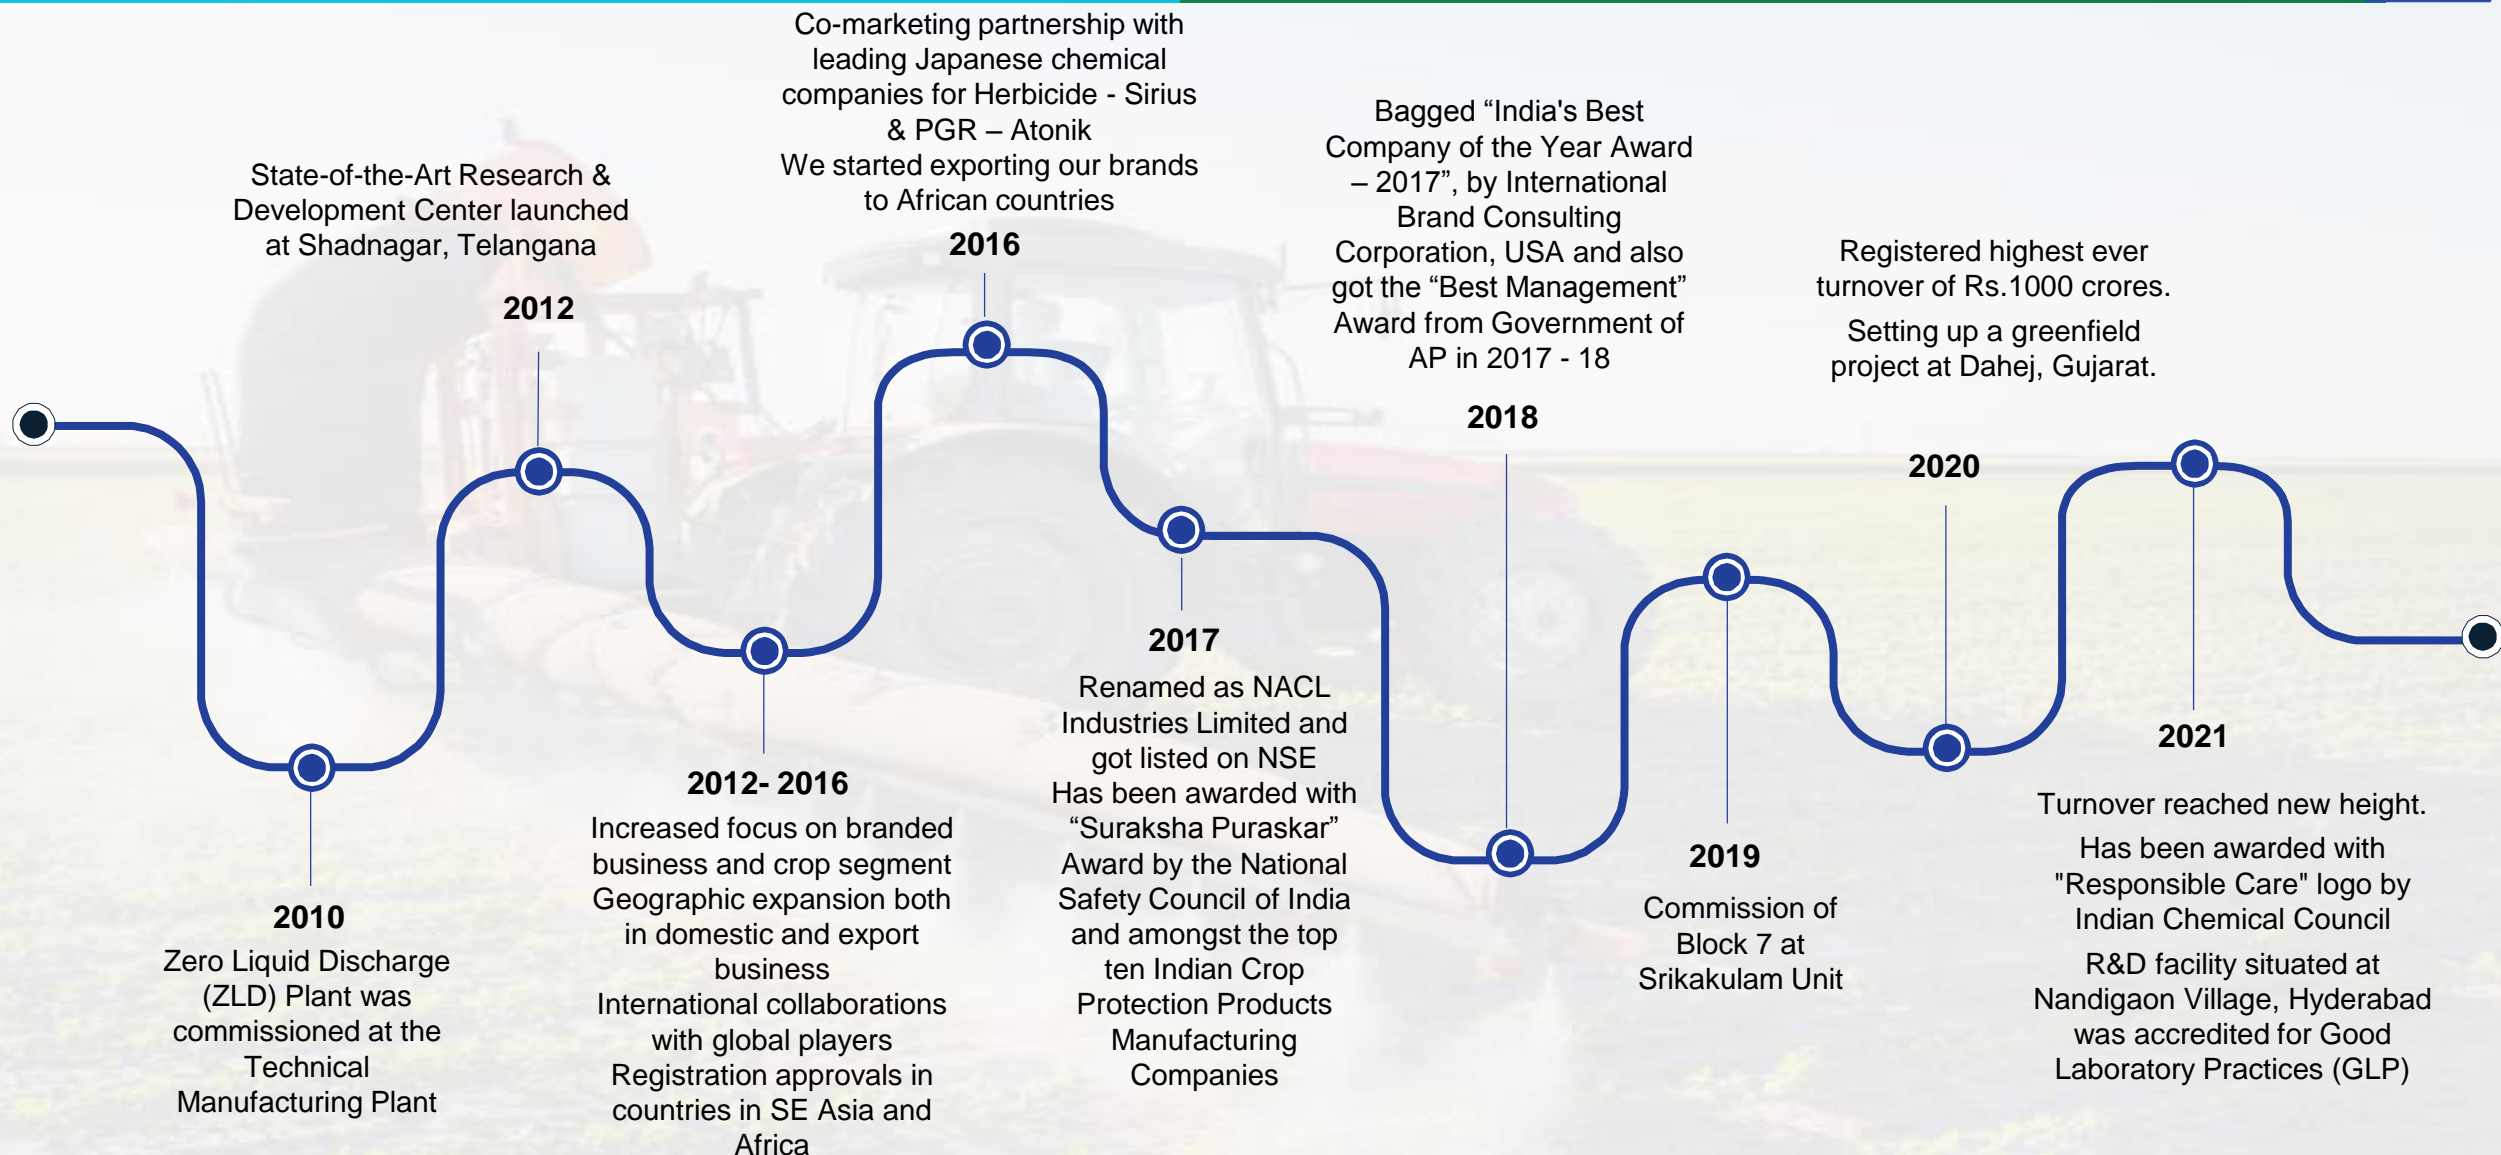 Zero Liquid Discharge
(ZLD) Plant was
commissioned at the
Technical
Manufacturing Plant
2010
State-of-the-Art Research &
Development Center launched
at Shadnagar, Telangana
2012
2012- 2016
Increased focus on branded
business and crop segment
Geographic expansion both
in domestic and export
business
International collaborations
with global players
Registration approvals in
countries in SE Asia and
Africa
Co-marketing partnership with
leading Japanese chemical
companies for Herbicide - Sirius
& PGR – Atonik
We started exporting our brands
to African countries
2016
2017
Renamed as NACL
Industries Limited and
got listed on NSE
Has been awarded with
“Suraksha Puraskar”
Award by the National
Safety Council of India
and amongst the top
ten Indian Crop
Protection Products
Manufacturing
Companies
Bagged “India's Best
Company of the Year Award
– 2017”, by International
Brand Consulting
Corporation, USA and also
got the “Best Management”
Award from Government of
AP in 2017 - 18
2018
2019
Commission of
Block 7 at
Srikakulam Unit
Registered highest ever
turnover of Rs.1000 crores.
Setting up a greenfield
project at Dahej, Gujarat.
2020
2021
Turnover reached new height.
Has been awarded with
"Responsible Care" logo by
Indian Chemical Council
R&D facility situated at
Nandigaon Village, Hyderabad
was accredited for Good
Laboratory Practices (GLP)